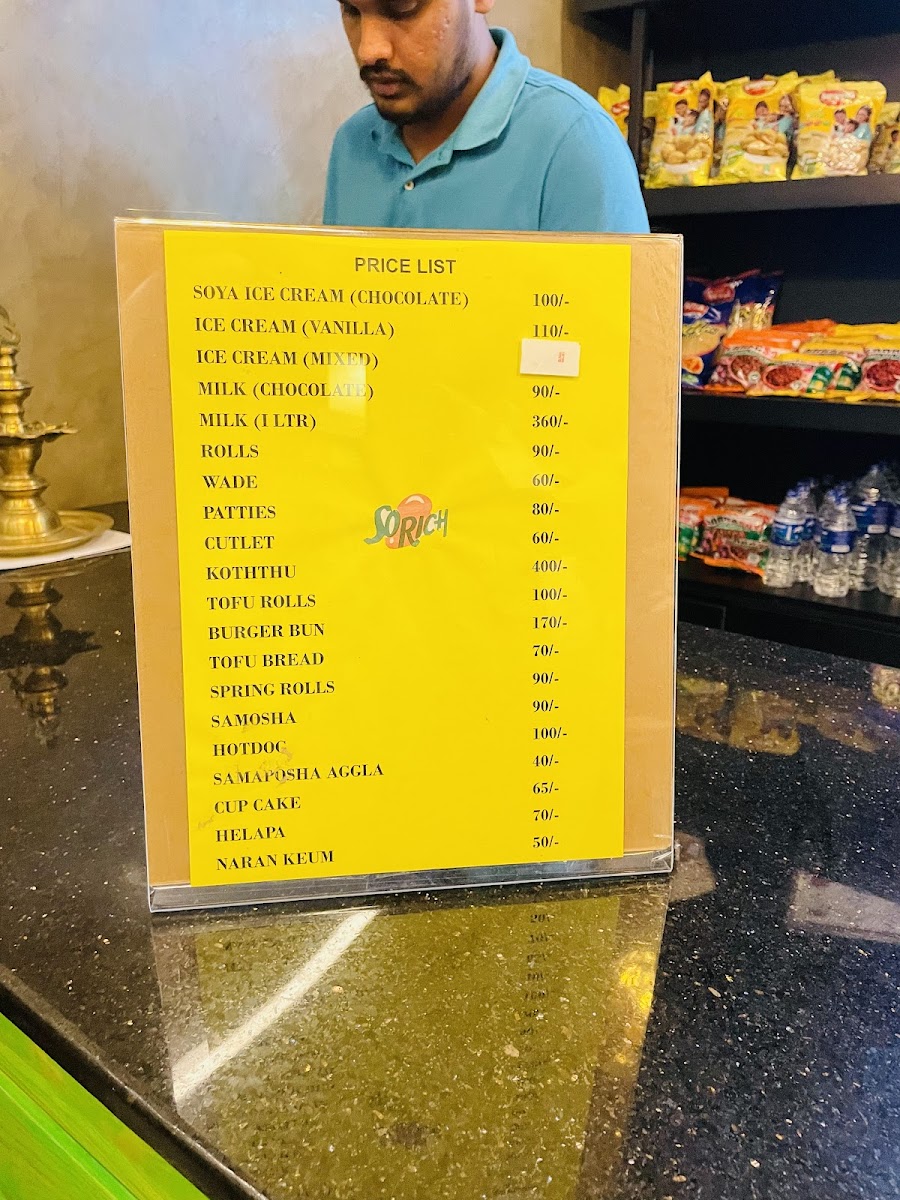 PRICE LIST
SOYA ICE CREAM (CHOCOLATE) 100/-
ICE CREAM (VANILLA) 110/-
ICE CREAM (MIXED)
MILK (CHOCOLATE) 90/-
MILK (1 LTR) 360/-
ROLLS 90/-
WADE 60/-
PATTIES 80/-
SORICH
CUTLET 60/-
KOTHTHU 400/-
TOFU ROLLS 100/-
BURGER BUN 170/-
TOFU BREAD 70/-
SPRING ROLLS 90/-
SAMOSHA 90/-
HOTDOG 100/-
SAMAPOSHA AGGLA 40/-
CUP CAKE 65/-
HELAPA 70/-
NARAN KEUM 50/-